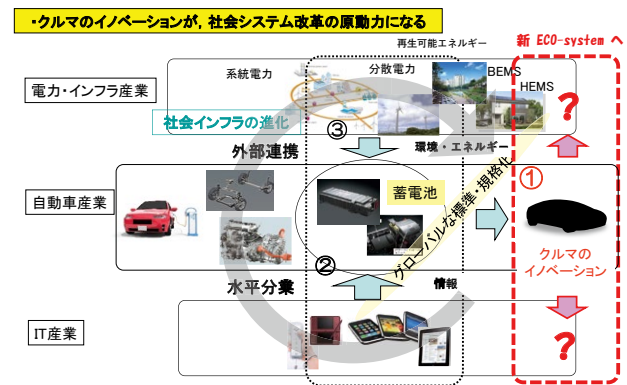 ・クルマのイノベーションが，社会システム改革の原動力になる
再生可能エネルギー
新 ECO-system へ
系統電力
分散電力
BEMS
HEMS
電力・インフラ産業
?
社会インフラの進化
③
外部連携
環境・エネルギー
①
自動車産業
蓄電池
グローバルな標準・規格化
クルマの
イノベーション
②
水平分業
情報
IT産業
?